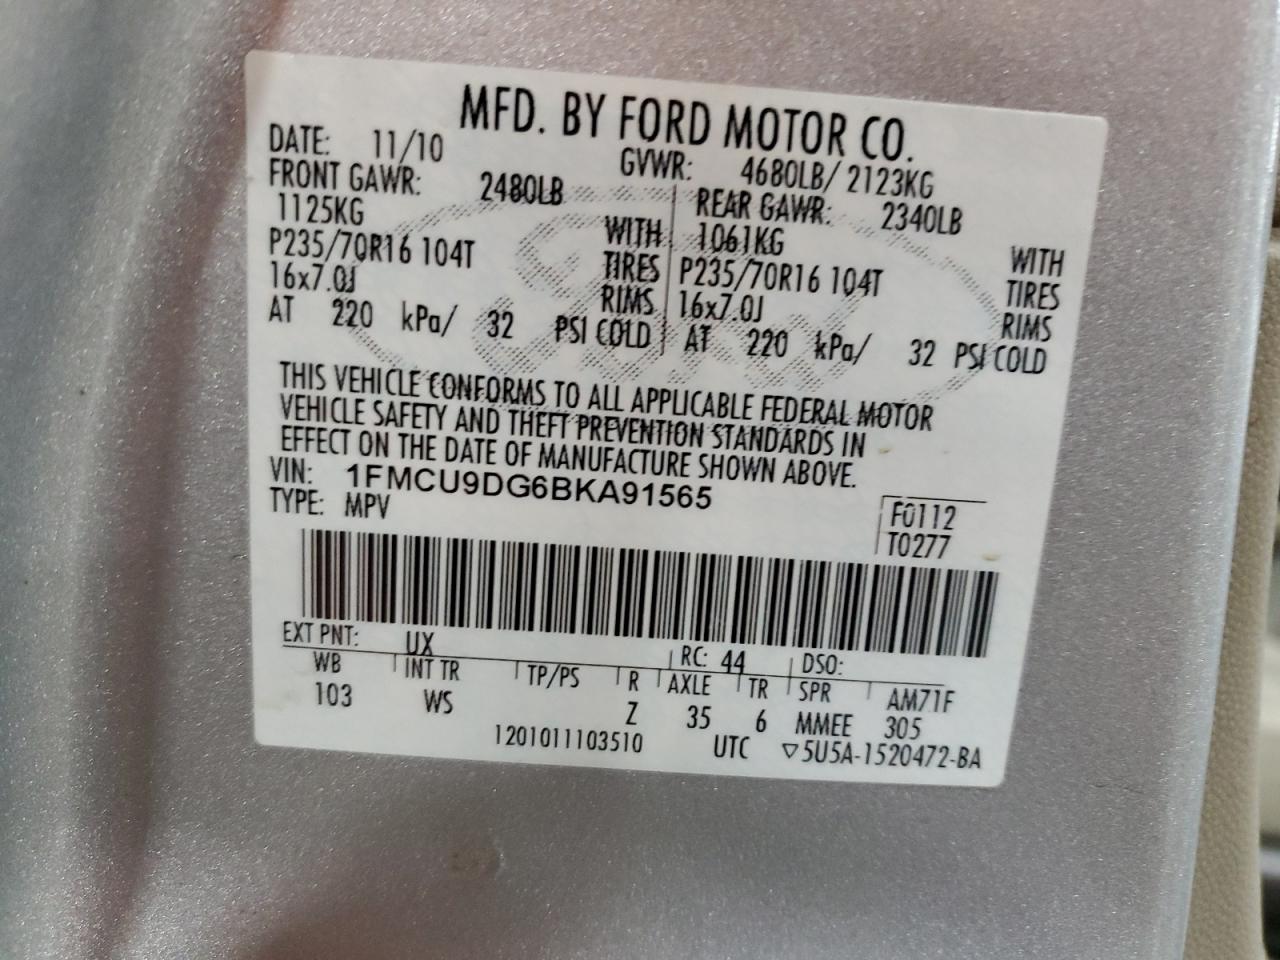 MFD. BY FORD MOTOR CO.
DATE: 11/10 GVWR: 4680LB/ 2123KG
FRONT GAWR: 2480LB REAR GAWR: 2340LB
1125KG WITH 1061KG WITH
P235/70R16 104T TIRES P235/70R16 104T TIRES
16x7.0J RIMS 16x7.0J RIMS
AT 220 kPa/ 32 PSI COLD AT 220 kPa/ 32 PSI COLD
THIS VEHICLE CONFORMS TO ALL APPLICABLE FEDERAL MOTOR
VEHICLE SAFETY AND THEFT PREVENTION STANDARDS IN
EFFECT ON THE DATE OF MANUFACTURE SHOWN ABOVE.
VIN: 1FMCU9DG6BKA91565
TYPE: MPV
F0112
T0277
EXT PNT: UX RC: 44 DSO:
WB INT TR TP/PS R AXLE TR SPR AM71F
103 WS Z 35 6 MMEE 305
1201011103510 UTC ▽5U5A-1520472-BA